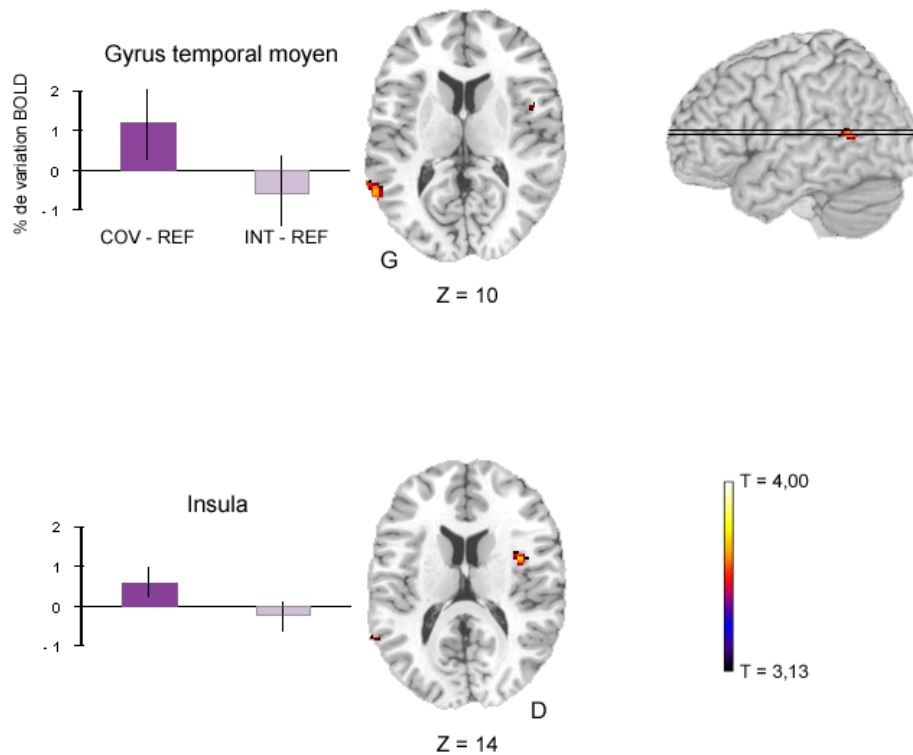 Gyrus temporal moyen
% de variation BOLD
2
1
0
- 1
COV - REF
INT - REF
G
Z = 10
Insula
2
1
0
- 1
D
Z = 14
T = 4,00
T = 3,13